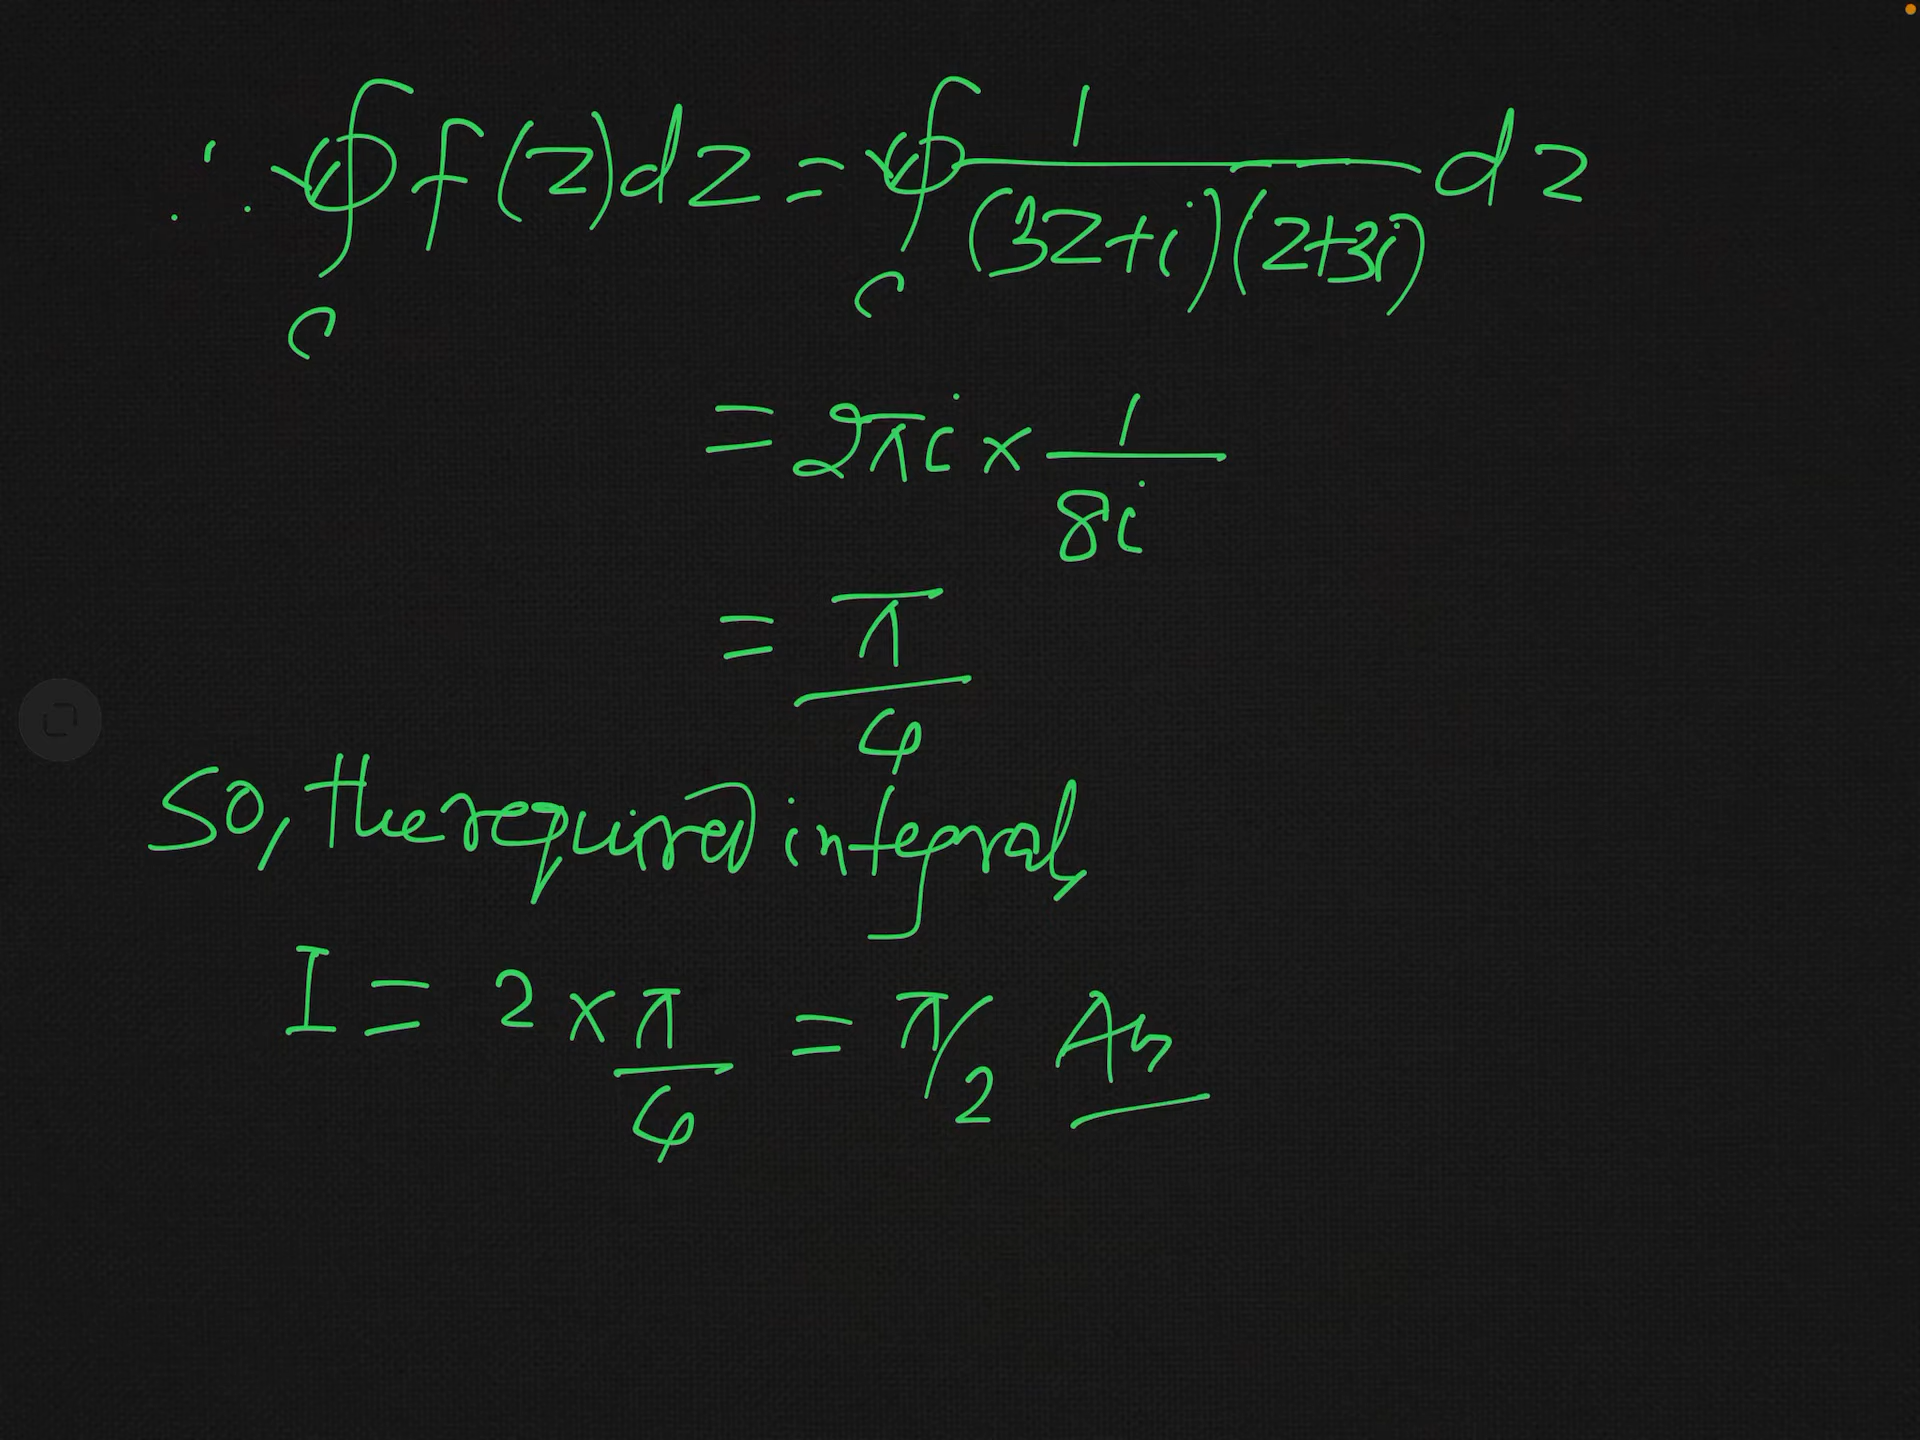 ∴ ∮_C f(z)dz = ∮_C 1/((3z+i)(z+3i)) dz
= 2πi × 1/8i
= π/4
So, the required integral,
I = 2 × π/4 = π/2 Ans